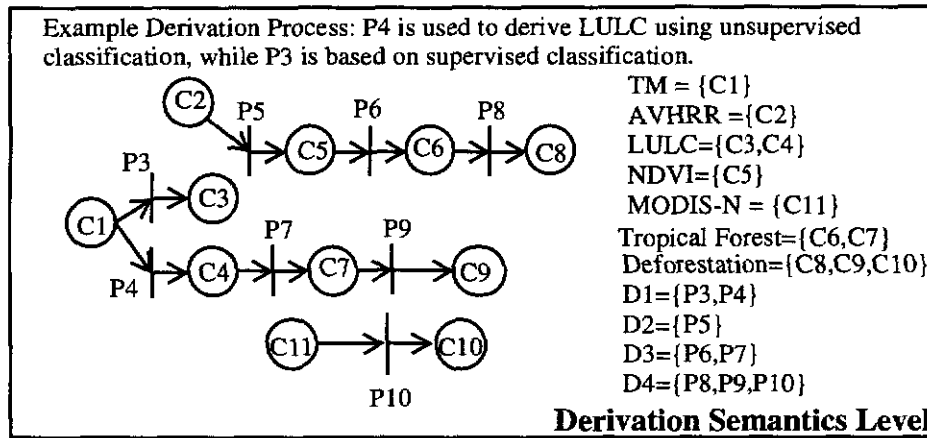 Example Derivation Process: P4 is used to derive LULC using unsupervised
classification, while P3 is based on supervised classification.
C2 P5 P6 P8
C5 C6 C8
P3
C3
C1
P4 C4 P7 C7 P9 C9
C11 C10
P10
TM = {C1}
AVHRR ={C2}
LULC={C3,C4}
NDVI={C5}
MODIS-N = {C11}
Tropical Forest={C6,C7}
Deforestation={C8,C9,C10}
D1={P3,P4}
D2={P5}
D3={P6,P7}
D4={P8,P9,P10}
Derivation Semantics Level